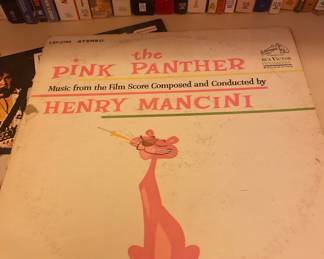 STEREO
the
PINK PANTHER
RCA VICTOR
Music from the Film Score Composed and Conducted by
HENRY MANCINI